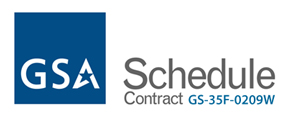 GSA
Schedule
Contract GS-35F-0209W